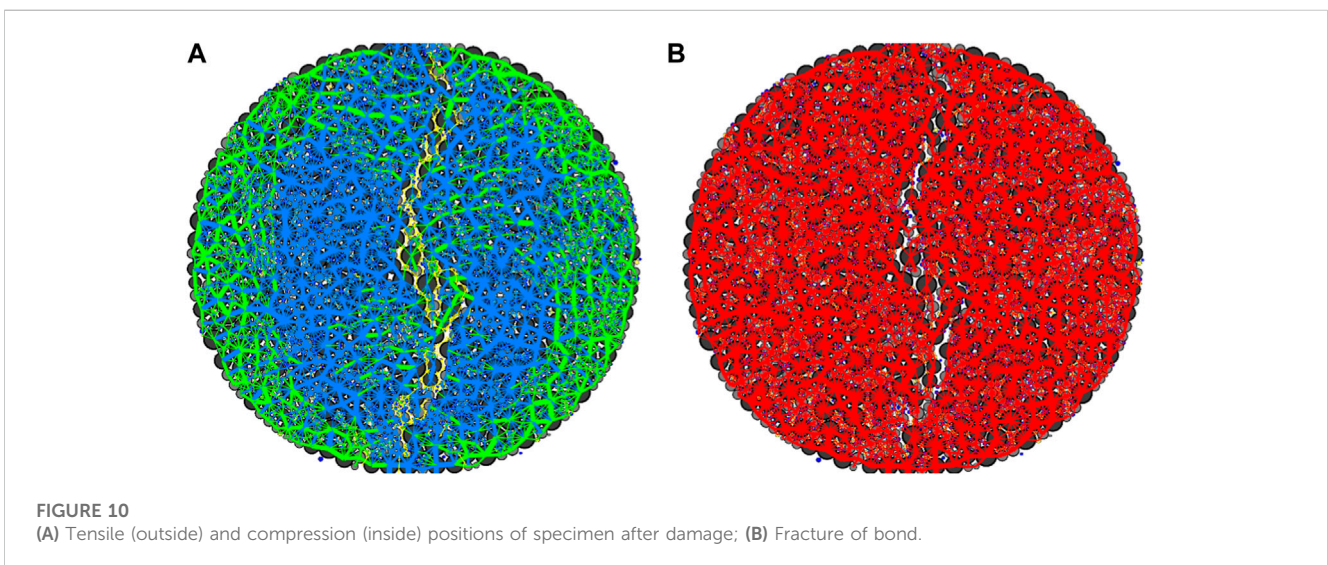 A
B
FIGURE 10
(A) Tensile (outside) and compression (inside) positions of specimen after damage; (B) Fracture of bond.